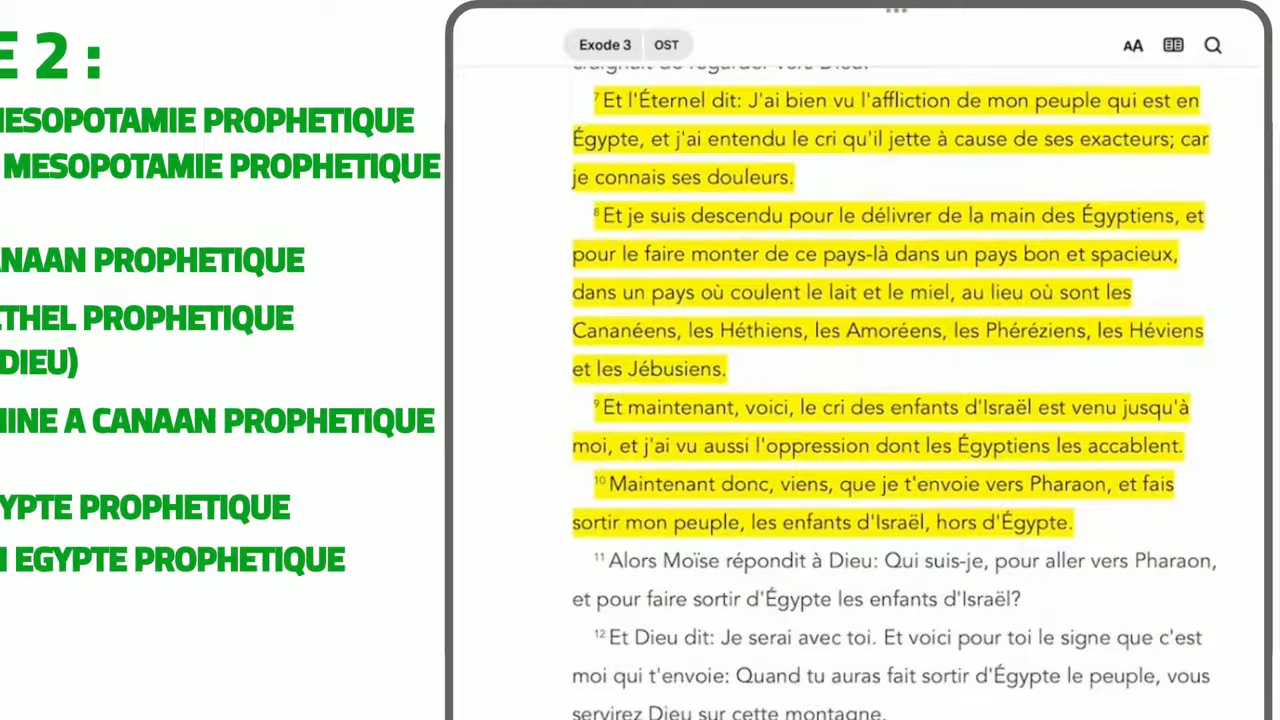 E 2 :
MESOPOTAMIE PROPHETIQUE
MESOPOTAMIE PROPHETIQUE
ANAAN PROPHETIQUE
ETHEL PROPHETIQUE
DIEU)
MINE A CANAAN PROPHETIQUE
YPTE PROPHETIQUE
EGYPTE PROPHETIQUE
Exode 3 OST
AA
craignait de regarder vers Dieu.
7 Et l'Éternel dit: J'ai bien vu l'affliction de mon peuple qui est en
Égypte, et j'ai entendu le cri qu'il jette à cause de ses exacteurs; car
je connais ses douleurs.
8 Et je suis descendu pour le délivrer de la main des Égyptiens, et
pour le faire monter de ce pays-là dans un pays bon et spacieux,
dans un pays où coulent le lait et le miel, au lieu où sont les
Cananéens, les Héthiens, les Amoréens, les Phéréziens, les Héviens
et les Jébusiens.
9 Et maintenant, voici, le cri des enfants d'Israël est venu jusqu'à
moi, et j'ai vu aussi l'oppression dont les Égyptiens les accablent.
10 Maintenant donc, viens, que je t'envoie vers Pharaon, et fais
sortir mon peuple, les enfants d'Israël, hors d'Égypte.
11 Alors Moïse répondit à Dieu: Qui suis-je, pour aller vers Pharaon,
et pour faire sortir d'Égypte les enfants d'Israël?
12 Et Dieu dit: Je serai avec toi. Et voici pour toi le signe que c'est
moi qui t'envoie: Quand tu auras fait sortir d'Égypte le peuple, vous
servirez Dieu sur cette montagne.